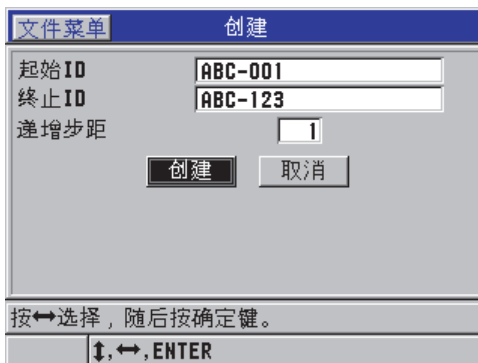 文件菜单 创建
起始ID ABC-001
终止ID ABC-123
递增步距 1
创建 取消
按↔选择，随后按确定键。
↕,↔,ENTER